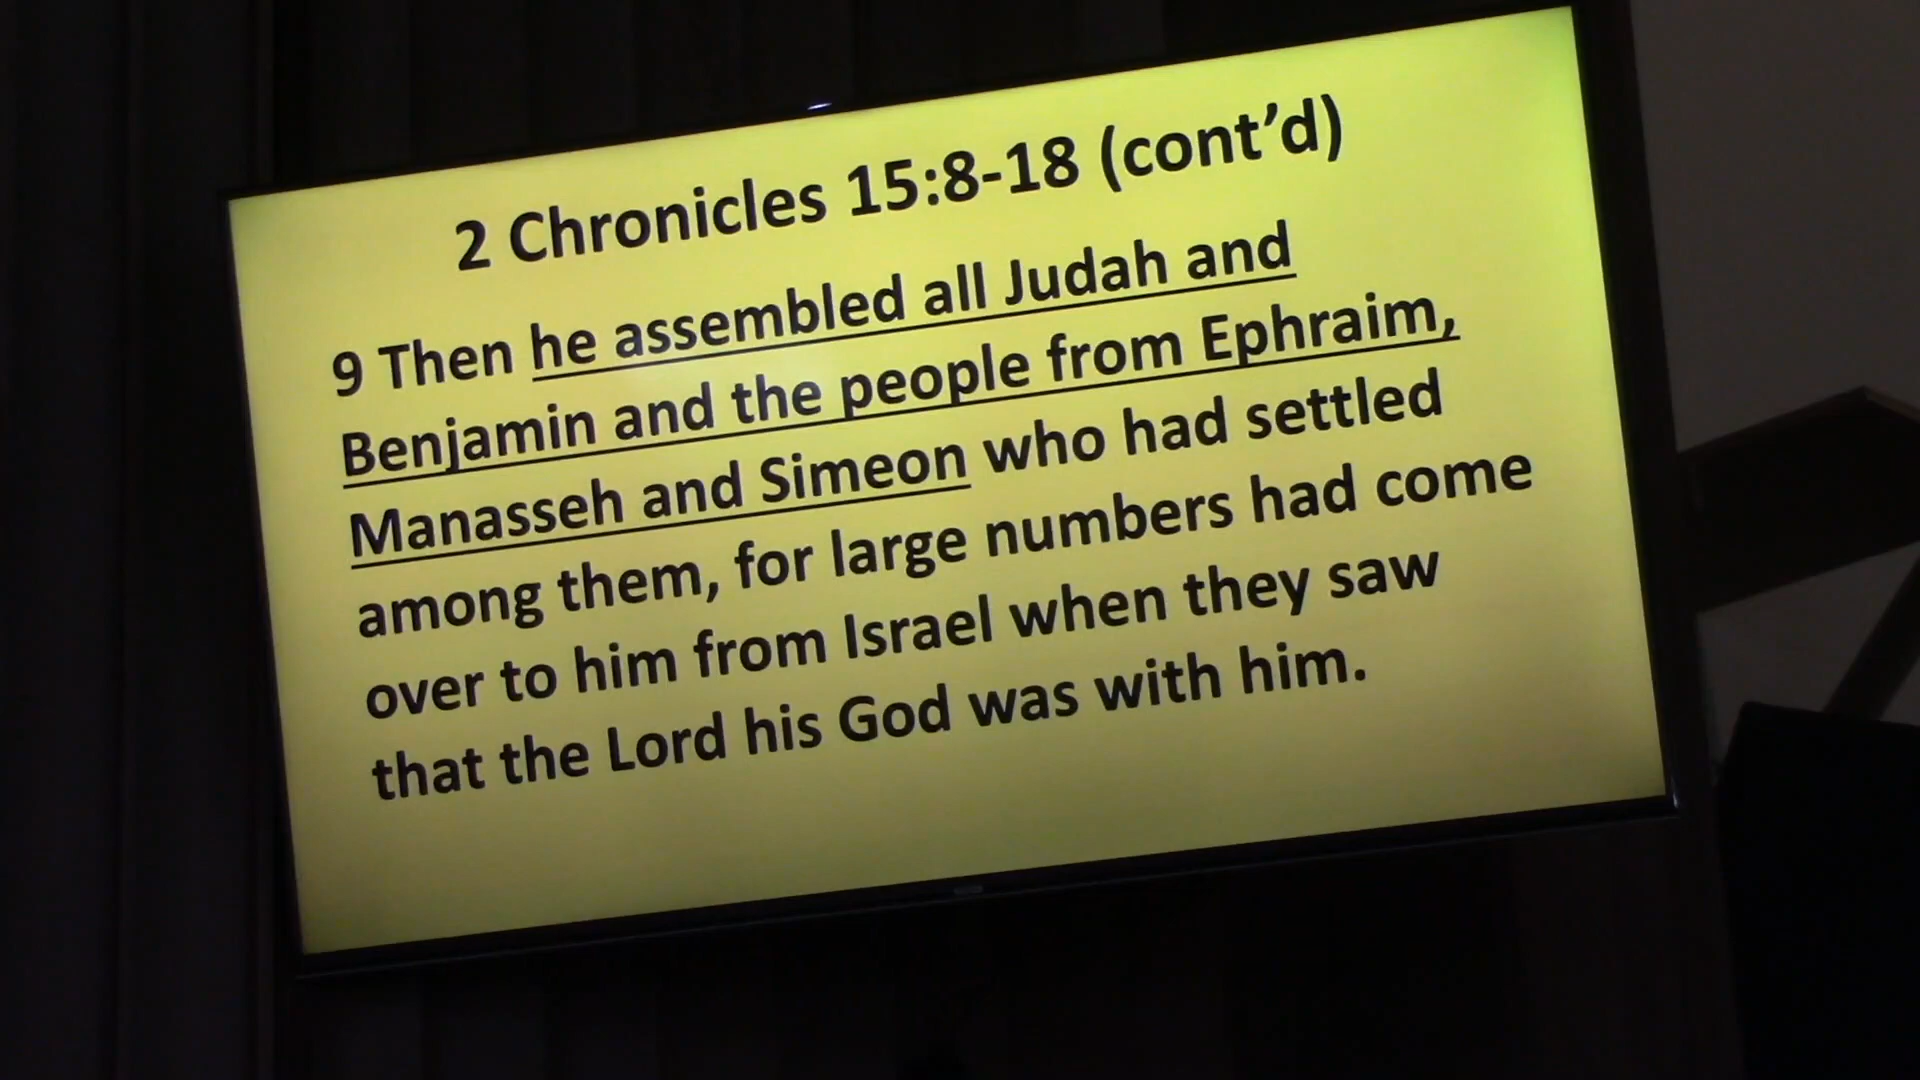 2 Chronicles 15:8-18 (cont’d)
9 Then he assembled all Judah and
Benjamin and the people from Ephraim,
Manasseh and Simeon who had settled
among them, for large numbers had come
over to him from Israel when they saw
that the Lord his God was with him.